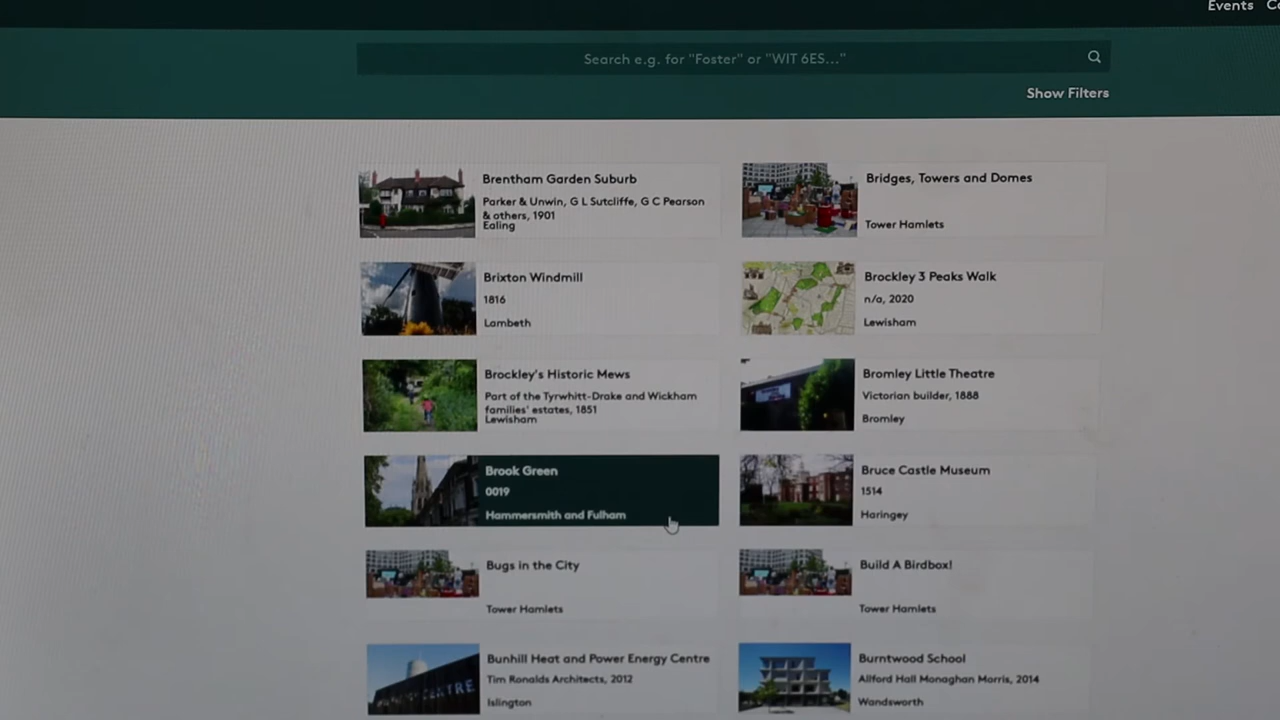 Events
Search e.g. for "Foster" or "W1T 6ES..."
Show Filters
Brentham Garden Suburb
Parker & Unwin, G L Sutcliffe, G C Pearson
& others, 1901
Ealing
Bridges, Towers and Domes
Tower Hamlets
Brixton Windmill
1816
Lambeth
Brockley 3 Peaks Walk
n/a, 2020
Lewisham
Brockley's Historic Mews
Part of the Tyrwhitt-Drake and Wickham
families' estates, 1851
Lewisham
Bromley Little Theatre
Victorian builder, 1888
Bromley
Brook Green
0019
Hammersmith and Fulham
Bruce Castle Museum
1514
Haringey
Bugs in the City
Tower Hamlets
Build A Birdbox!
Tower Hamlets
Bunhill Heat and Power Energy Centre
Tim Ronalds Architects, 2012
Islington
Burntwood School
Allford Hall Monaghan Morris, 2014
Wandsworth